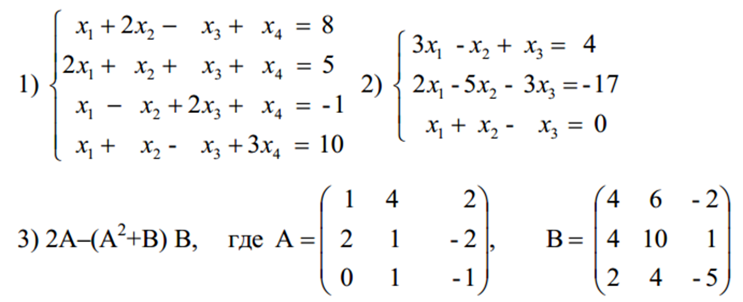 1) { x₁ + 2x₂ − x₃ + x₄ = 8
2x₁ + x₂ + x₃ + x₄ = 5
x₁ − x₂ + 2x₃ + x₄ = -1
x₁ + x₂ - x₃ + 3x₄ = 10
2) { 3x₁ - x₂ + x₃ = 4
2x₁ - 5x₂ - 3x₃ = -17
x₁ + x₂ - x₃ = 0
3) 2A–(A²+B) B, где A = ( 1 4 2
2 1 -2
0 1 -1 ),
B = ( 4 6 -2
4 10 1
2 4 -5 )